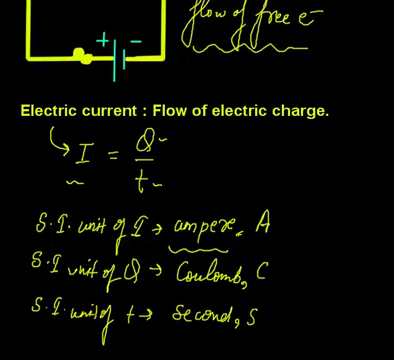 flow of free e⁻
+ −
Electric current : Flow of electric charge.
I = Q/t
S.I. unit of I → ampere, A
S.I unit of Q → Coulomb, C
S.I. unit of t → second, S